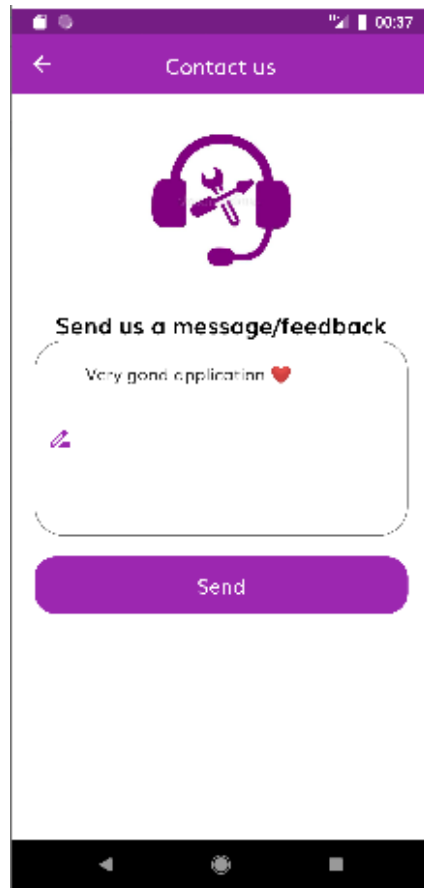 00:37
Contact us
Send us a message/feedback
Very good application ❤️
Send